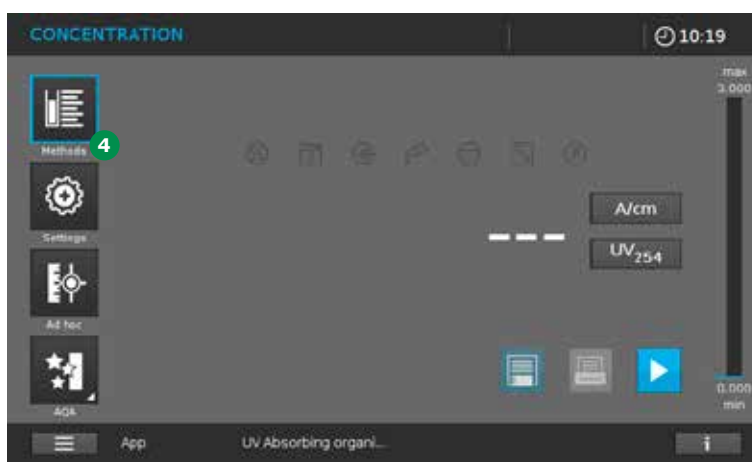 CONCENTRATION
10:19
max
3.000
Methods
4
Settings
A/cm
UV254
Ad hoc
AQA
0.000
min
App
UV Absorbing organi...
i